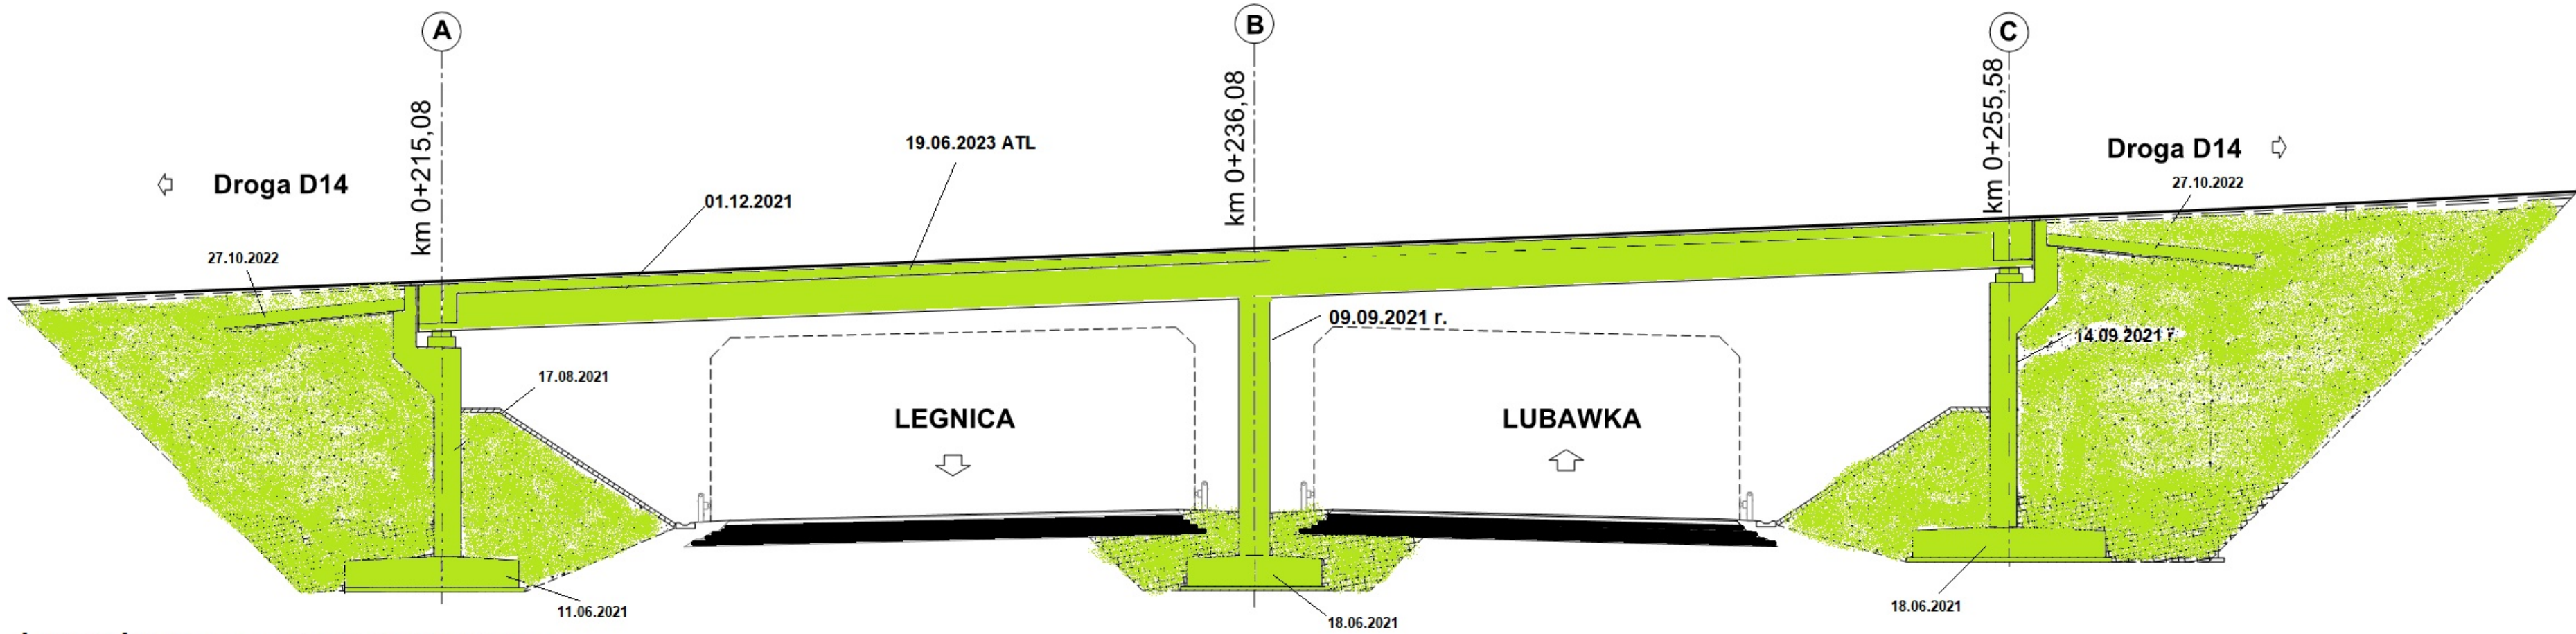 A
B
C
km 0+215,08
km 0+236,08
km 0+255,58
19.06.2023 ATL
Droga D14
Droga D14
27.10.2022
01.12.2021
27.10.2022
09.09.2021 r.
14.09.2021 r.
17.08.2021
LEGNICA
LUBAWKA
11.06.2021
18.06.2021
18.06.2021